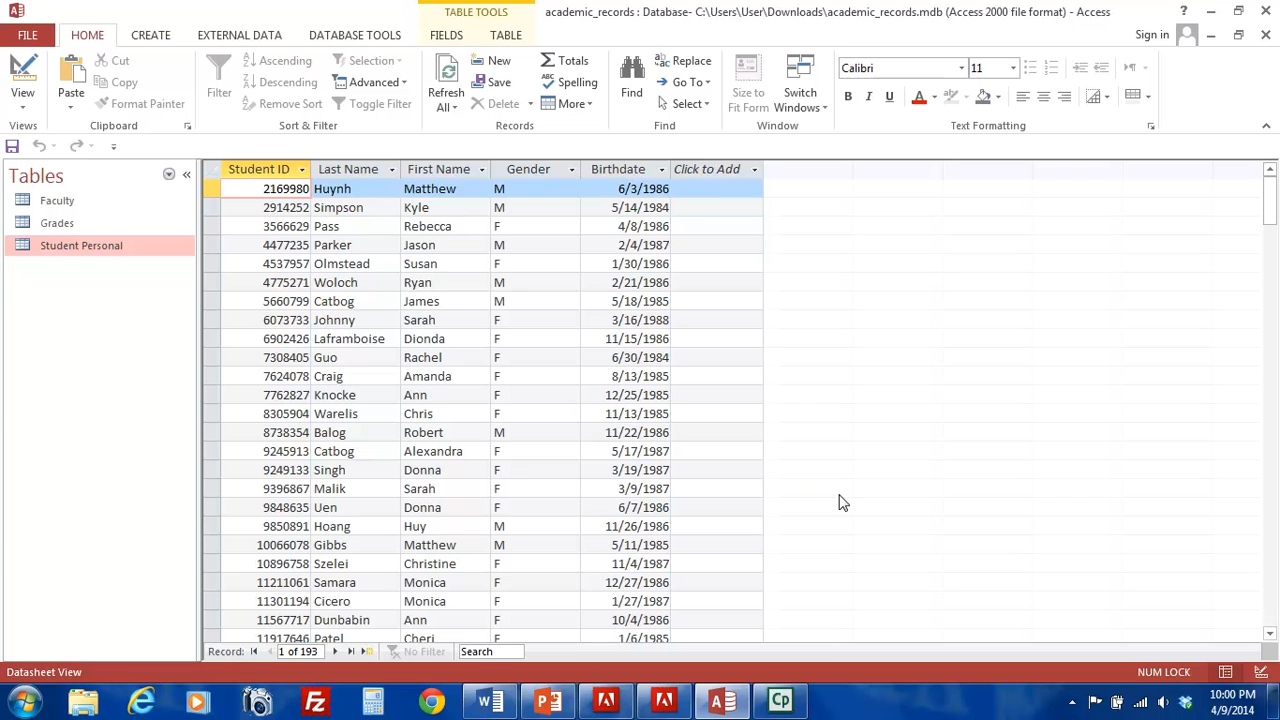 TABLE TOOLS
academic_records : Database- C:\Users\User\Downloads\academic_records.mdb (Access 2000 file format) - Access
FILE HOME CREATE EXTERNAL DATA DATABASE TOOLS FIELDS TABLE Sign in
View
Views
Paste
Cut
Copy
Format Painter
Clipboard
Filter
Ascending
Descending
Remove Sort
Selection
Advanced
Toggle Filter
Sort & Filter
Refresh All
New
Save
Delete
Totals
Spelling
More
Records
Find
Replace
Go To
Select
Find
Size to Fit Form
Switch Windows
Window
Calibri 11
B I U A
Text Formatting
Tables
Faculty
Grades
Student Personal
Student ID Last Name First Name Gender Birthdate Click to Add
2169980 Huynh Matthew M 6/3/1986
2914252 Simpson Kyle M 5/14/1984
3566629 Pass Rebecca F 4/8/1986
4477235 Parker Jason M 2/4/1987
4537957 Olmstead Susan F 1/30/1986
4775271 Woloch Ryan M 2/21/1986
5660799 Catbog James M 5/18/1985
6073733 Johnny Sarah F 3/16/1988
6902426 Laframboise Dionda F 11/15/1986
7308405 Guo Rachel F 6/30/1984
7624078 Craig Amanda F 8/13/1985
7762827 Knocke Ann F 12/25/1985
8305904 Warelis Chris F 11/13/1985
8738354 Balog Robert M 11/22/1986
9245913 Catbog Alexandra F 5/17/1987
9249133 Singh Donna F 3/19/1987
9396867 Malik Sarah F 3/9/1987
9848635 Uen Donna F 6/7/1986
9850891 Hoang Huy M 11/26/1986
10066078 Gibbs Matthew M 5/11/1985
10896758 Szelei Christine F 11/4/1987
11211061 Samara Monica F 12/27/1986
11301194 Cicero Monica F 1/27/1987
11567717 Dunbabin Ann F 10/4/1986
11917646 Patel Cheri F 1/6/1985
Record: 1 of 193 No Filter Search
Datasheet View NUM LOCK
10:00 PM
4/9/2014